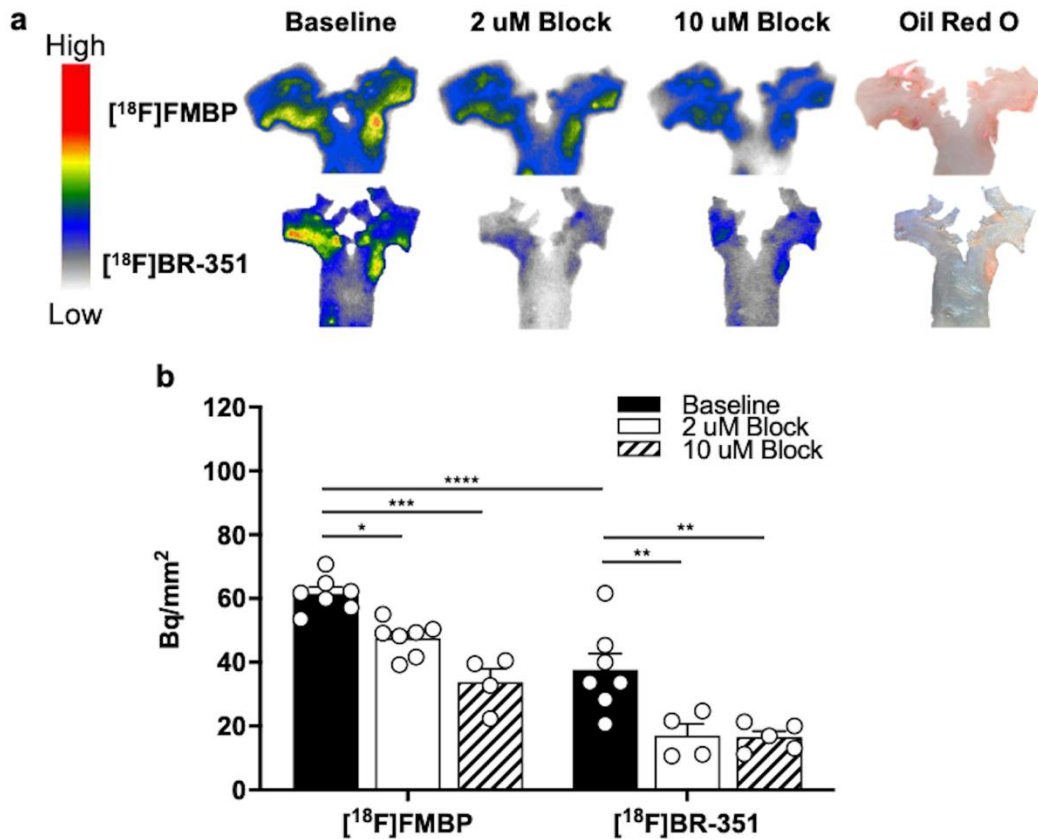 a
Baseline 2 uM Block 10 uM Block Oil Red O
High
[¹⁸F]FMBP
[¹⁸F]BR-351
Low
b
120
100
80
60
40
20
0
Bq/mm²
Baseline
2 uM Block
10 uM Block
****
***
*
**
**
[¹⁸F]FMBP [¹⁸F]BR-351